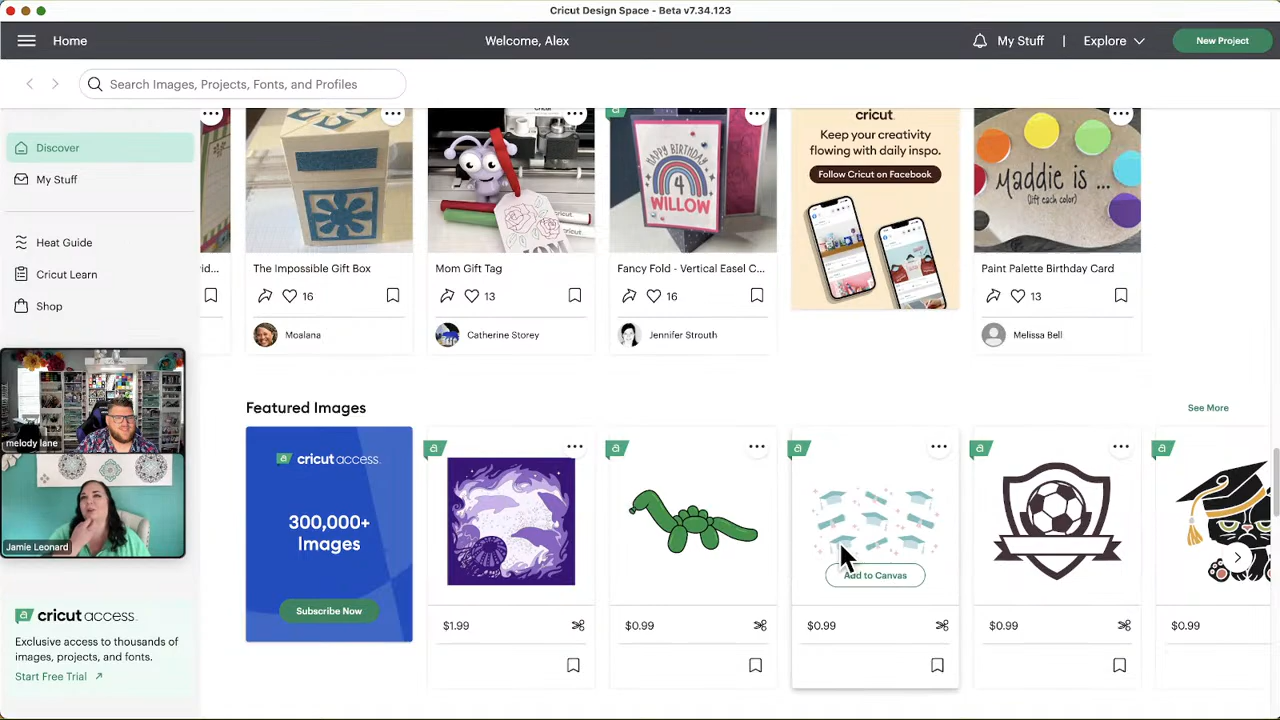 Cricut Design Space - Beta v7.34.123
Home
Welcome, Alex
My Stuff
|
Explore
New Project
Search Images, Projects, Fonts, and Profiles
Discover
My Stuff
Heat Guide
Cricut Learn
Shop
melody lane
Jamie Leonard
cricut access.
Exclusive access to thousands of
images, projects, and fonts.
Start Free Trial
The Impossible Gift Box
16
Moalana
MOM
Mom Gift Tag
13
Catherine Storey
HAPPY BIRTHDAY
4
WILLOW
Fancy Fold - Vertical Easel C...
16
Jennifer Strouth
cricut.
Keep your creativity
flowing with daily inspo.
Follow Cricut on Facebook
Maddie is ...
(lift each color)
Paint Palette Birthday Card
13
Melissa Bell
Featured Images
See More
cricut access.
300,000+
Images
Subscribe Now
$1.99
$0.99
Add to Canvas
$0.99
$0.99
$0.99